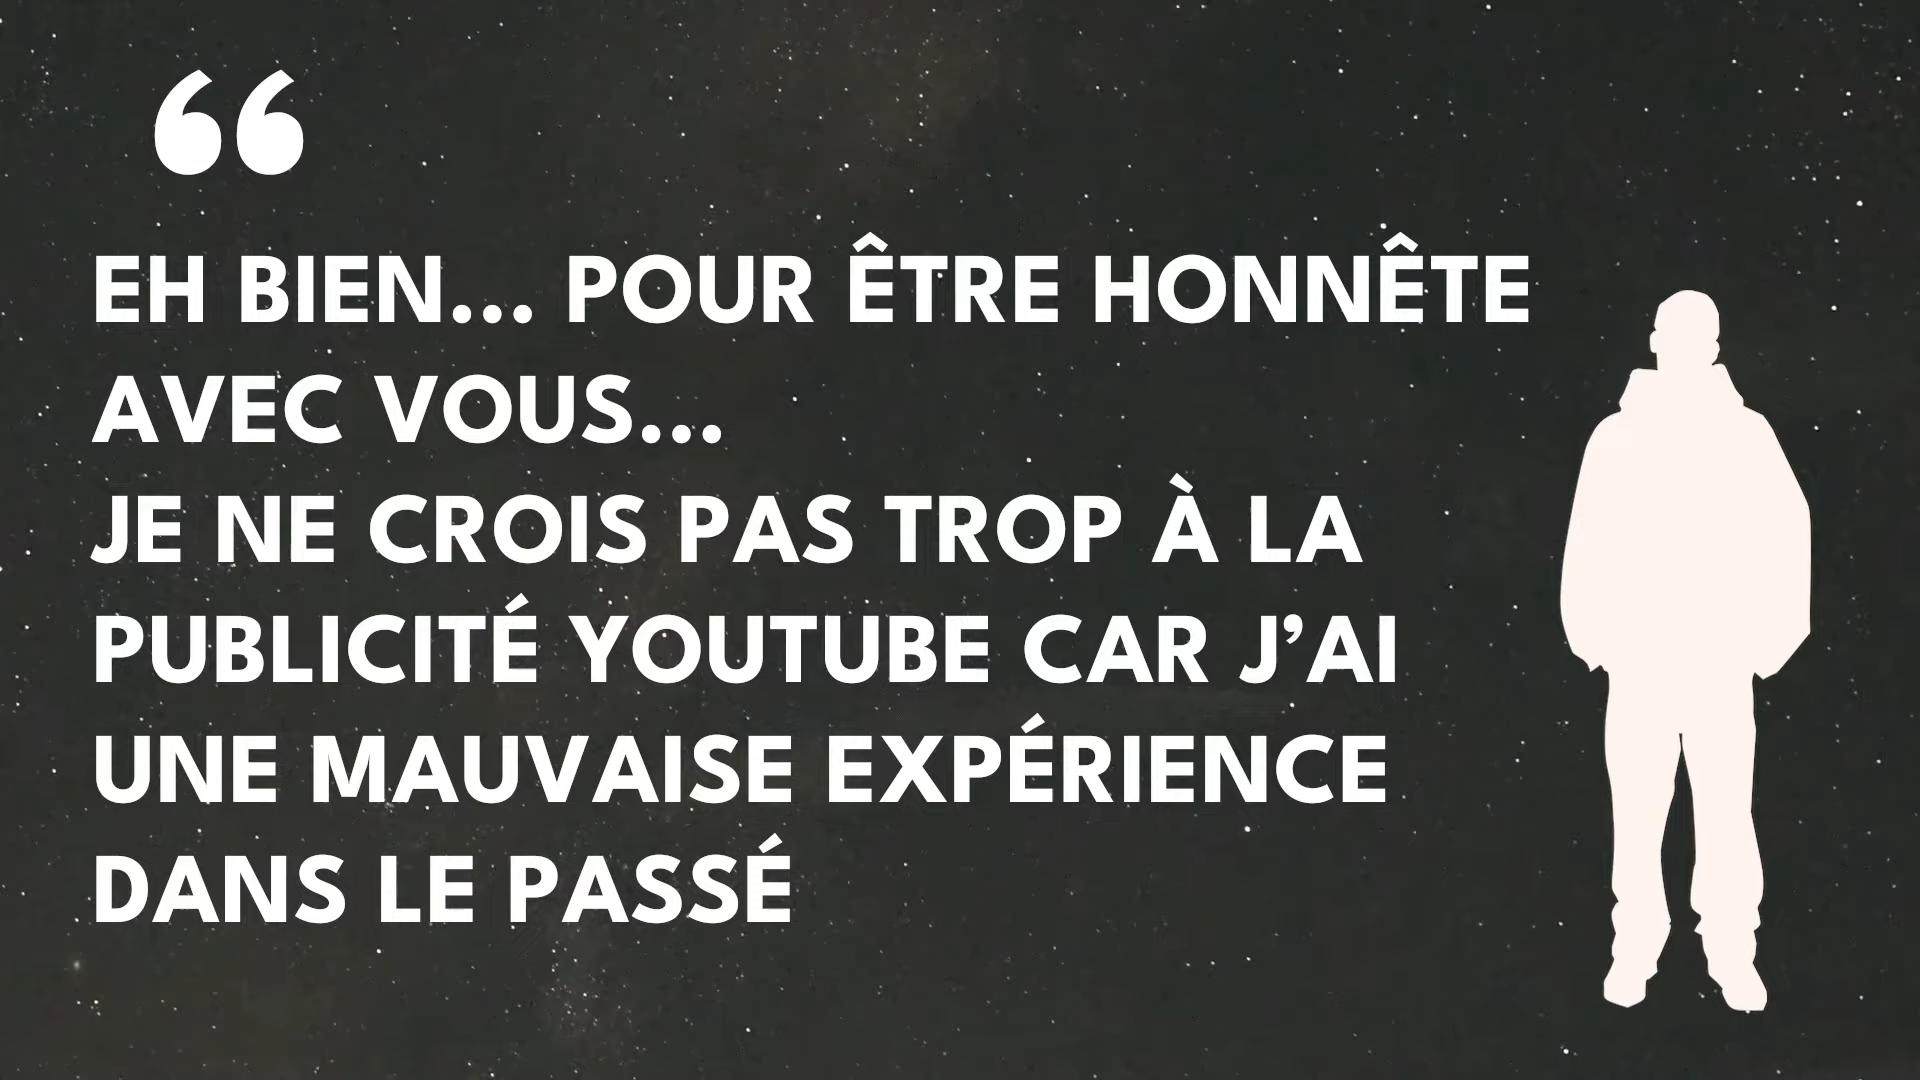 “
EH BIEN... POUR ÊTRE HONNÊTE
AVEC VOUS...
JE NE CROIS PAS TROP À LA
PUBLICITÉ YOUTUBE CAR J’AI
UNE MAUVAISE EXPÉRIENCE
DANS LE PASSÉ